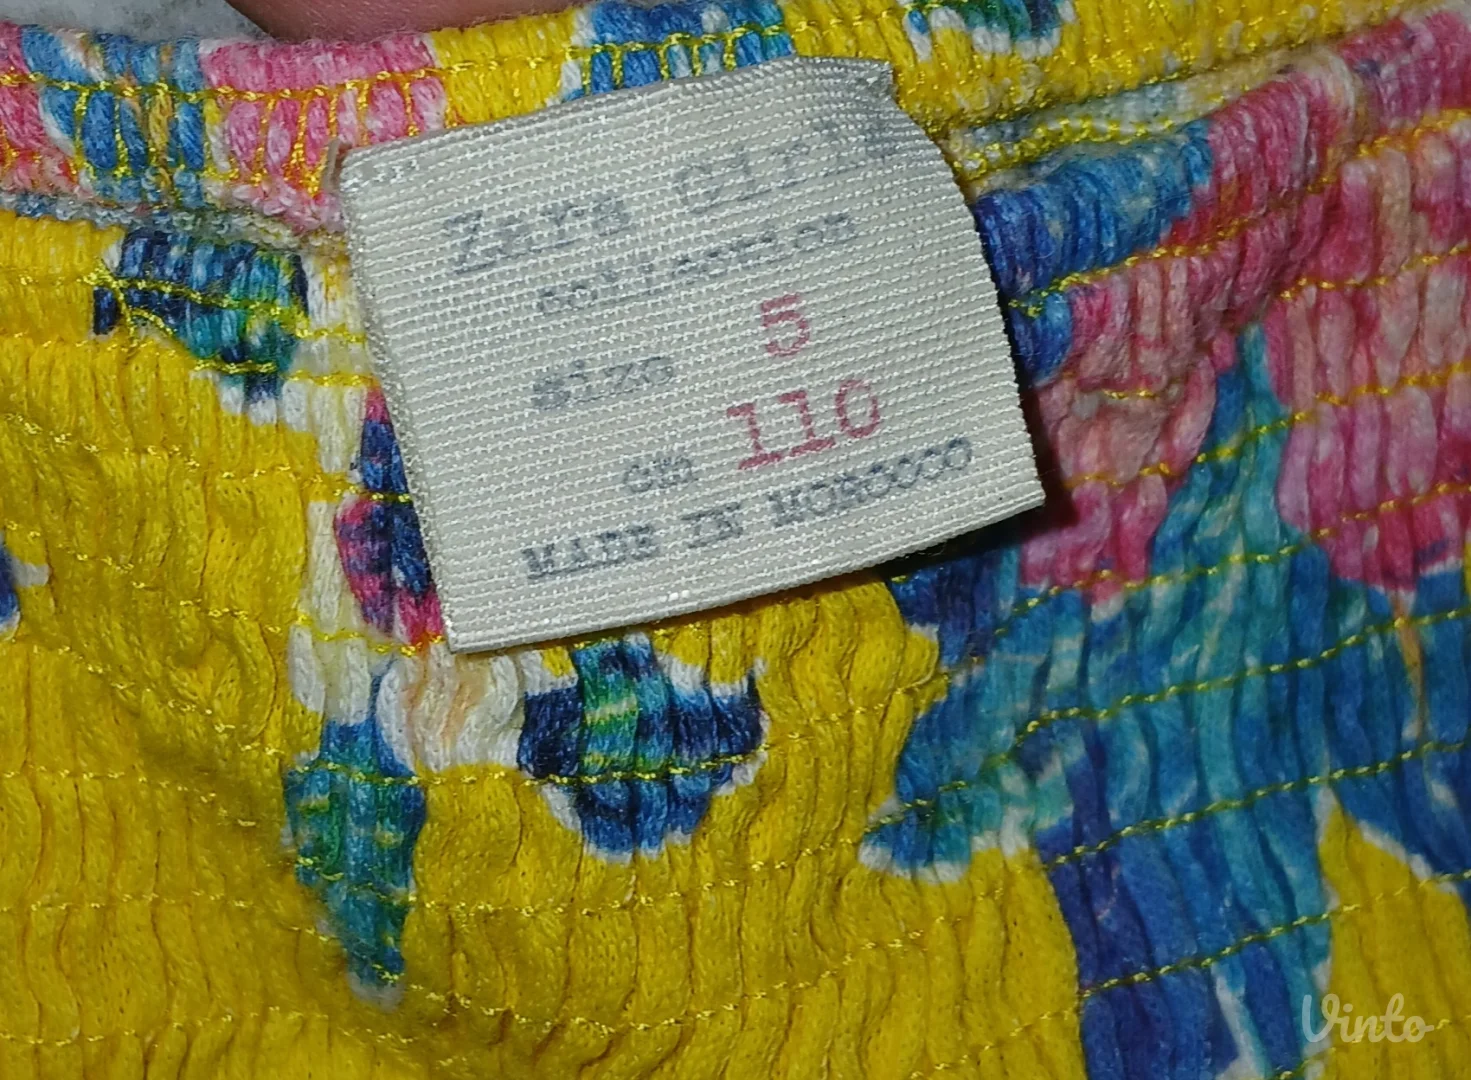 Zara Girls
collection
size 5
cm 110
MADE IN MOROCCO
Vinto